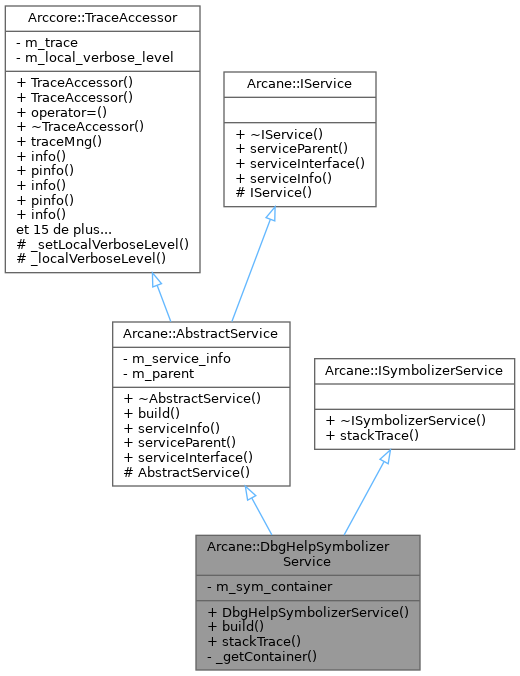 Arccore::TraceAccessor
- m_trace
- m_local_verbose_level
+ TraceAccessor()
+ TraceAccessor()
+ operator=()
+ ~TraceAccessor()
+ traceMng()
+ info()
+ pinfo()
+ info()
+ pinfo()
+ info()
et 15 de plus...
# _setLocalVerboseLevel()
# _localVerboseLevel()
Arcane::IService
+ ~IService()
+ serviceParent()
+ serviceInterface()
+ serviceInfo()
# IService()
Arcane::AbstractService
- m_service_info
- m_parent
+ ~AbstractService()
+ build()
+ serviceInfo()
+ serviceParent()
+ serviceInterface()
# AbstractService()
Arcane::ISymbolizerService
+ ~ISymbolizerService()
+ stackTrace()
Arcane::DbgHelpSymbolizer
Service
- m_sym_container
+ DbgHelpSymbolizerService()
+ build()
+ stackTrace()
- _getContainer()